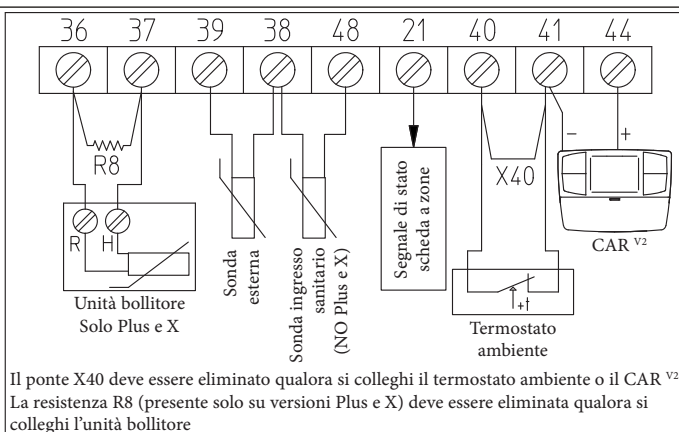 36 37 39 38 48 21 40 41 44
R8
X40
- +
R H
CAR V2
Sonda
esterna
Sonda ingresso
sanitario
(NO Plus e X)
Segnale di stato
scheda a zone
+t
Unità bollitore
Solo Plus e X
Termostato
ambiente
Il ponte X40 deve essere eliminato qualora si colleghi il termostato ambiente o il CAR V2
La resistenza R8 (presente solo su versioni Plus e X) deve essere eliminata qualora si
colleghi l'unità bollitore